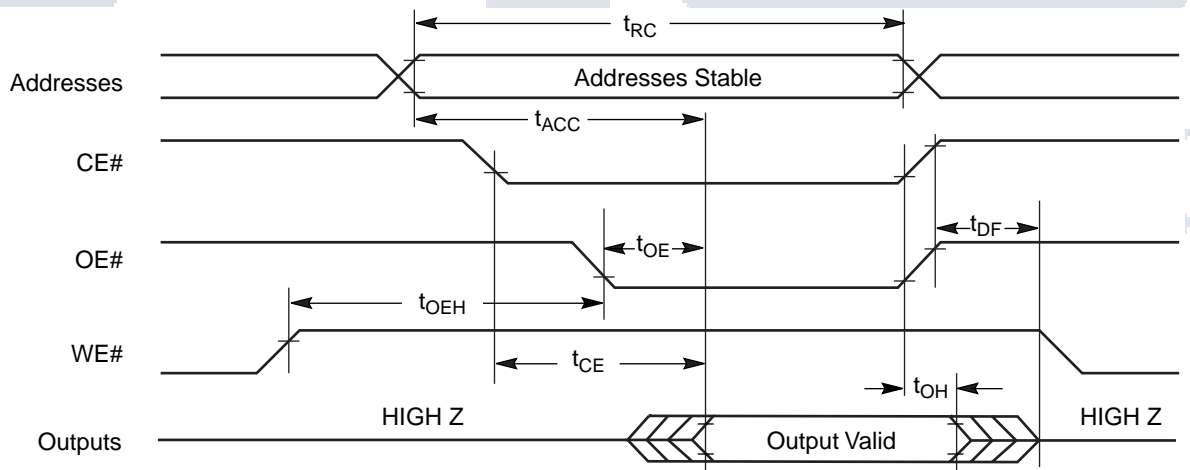 tRC
Addresses
Addresses Stable
tACC
CE#
tDF
OE#
tOE
tOEH
WE#
tCE
tOH
HIGH Z
HIGH Z
Outputs
Output Valid